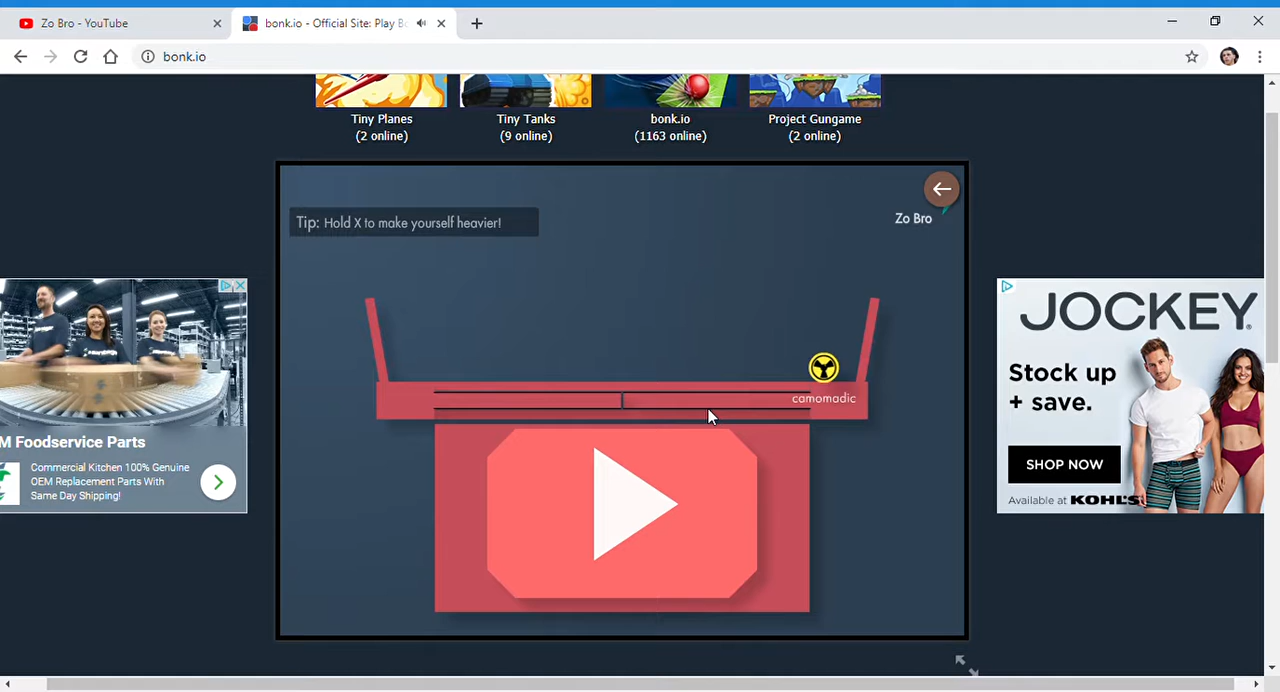 Zo Bro - YouTube
bonk.io - Official Site: Play Bo
bonk.io
Tiny Planes
(2 online)
Tiny Tanks
(9 online)
bonk.io
(1163 online)
Project Gungame
(2 online)
Tip: Hold X to make yourself heavier!
Zo Bro
camomadic
M Foodservice Parts
Commercial Kitchen 100% Genuine
OEM Replacement Parts With
Same Day Shipping!
JOCKEY
Stock up
+ save.
SHOP NOW
Available at KOHL'S